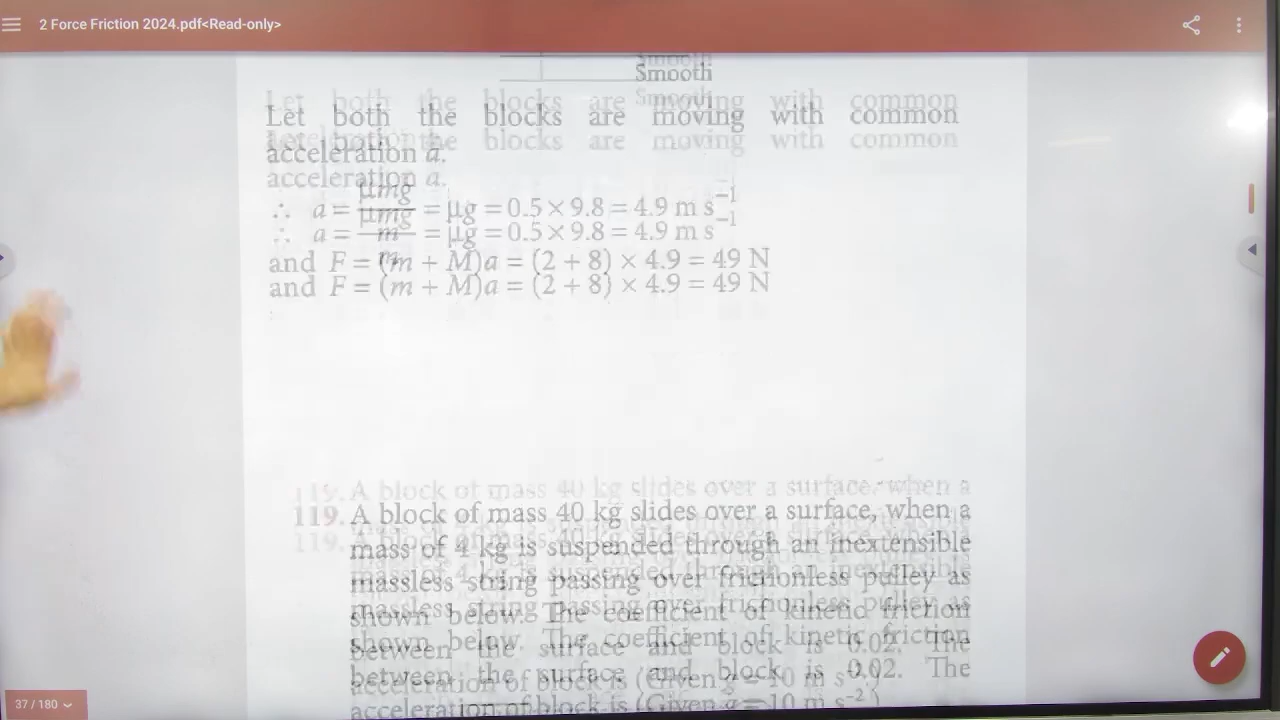 2 Force Friction 2024.pdf<Read-only>
Smooth
Let both the blocks are moving with common
acceleration a.
∴ a = μmg/m = μg = 0.5 × 9.8 = 4.9 m s⁻¹
and F = (m + M)a = (2 + 8) × 4.9 = 49 N
119. A block of mass 40 kg slides over a surface, when a
mass of 4 kg is suspended through an inextensible
massless string passing over frictionless pulley as
shown below. The coefficient of kinetic friction
between the surface and block is 0.02. The
acceleration of block is (Given g = 10 m s⁻²)
37 / 180